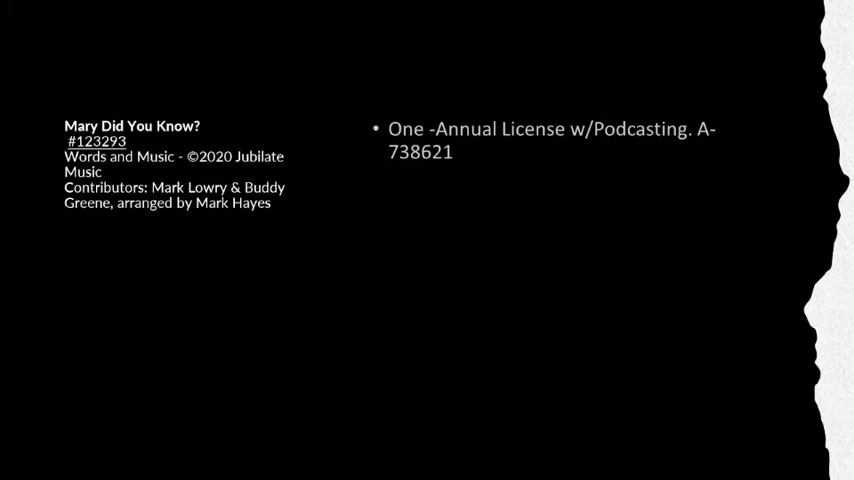 Mary Did You Know?
#123293
Words and Music - ©2020 Jubilate
Music
Contributors: Mark Lowry & Buddy
Greene, arranged by Mark Hayes
• One -Annual License w/Podcasting. A-
738621